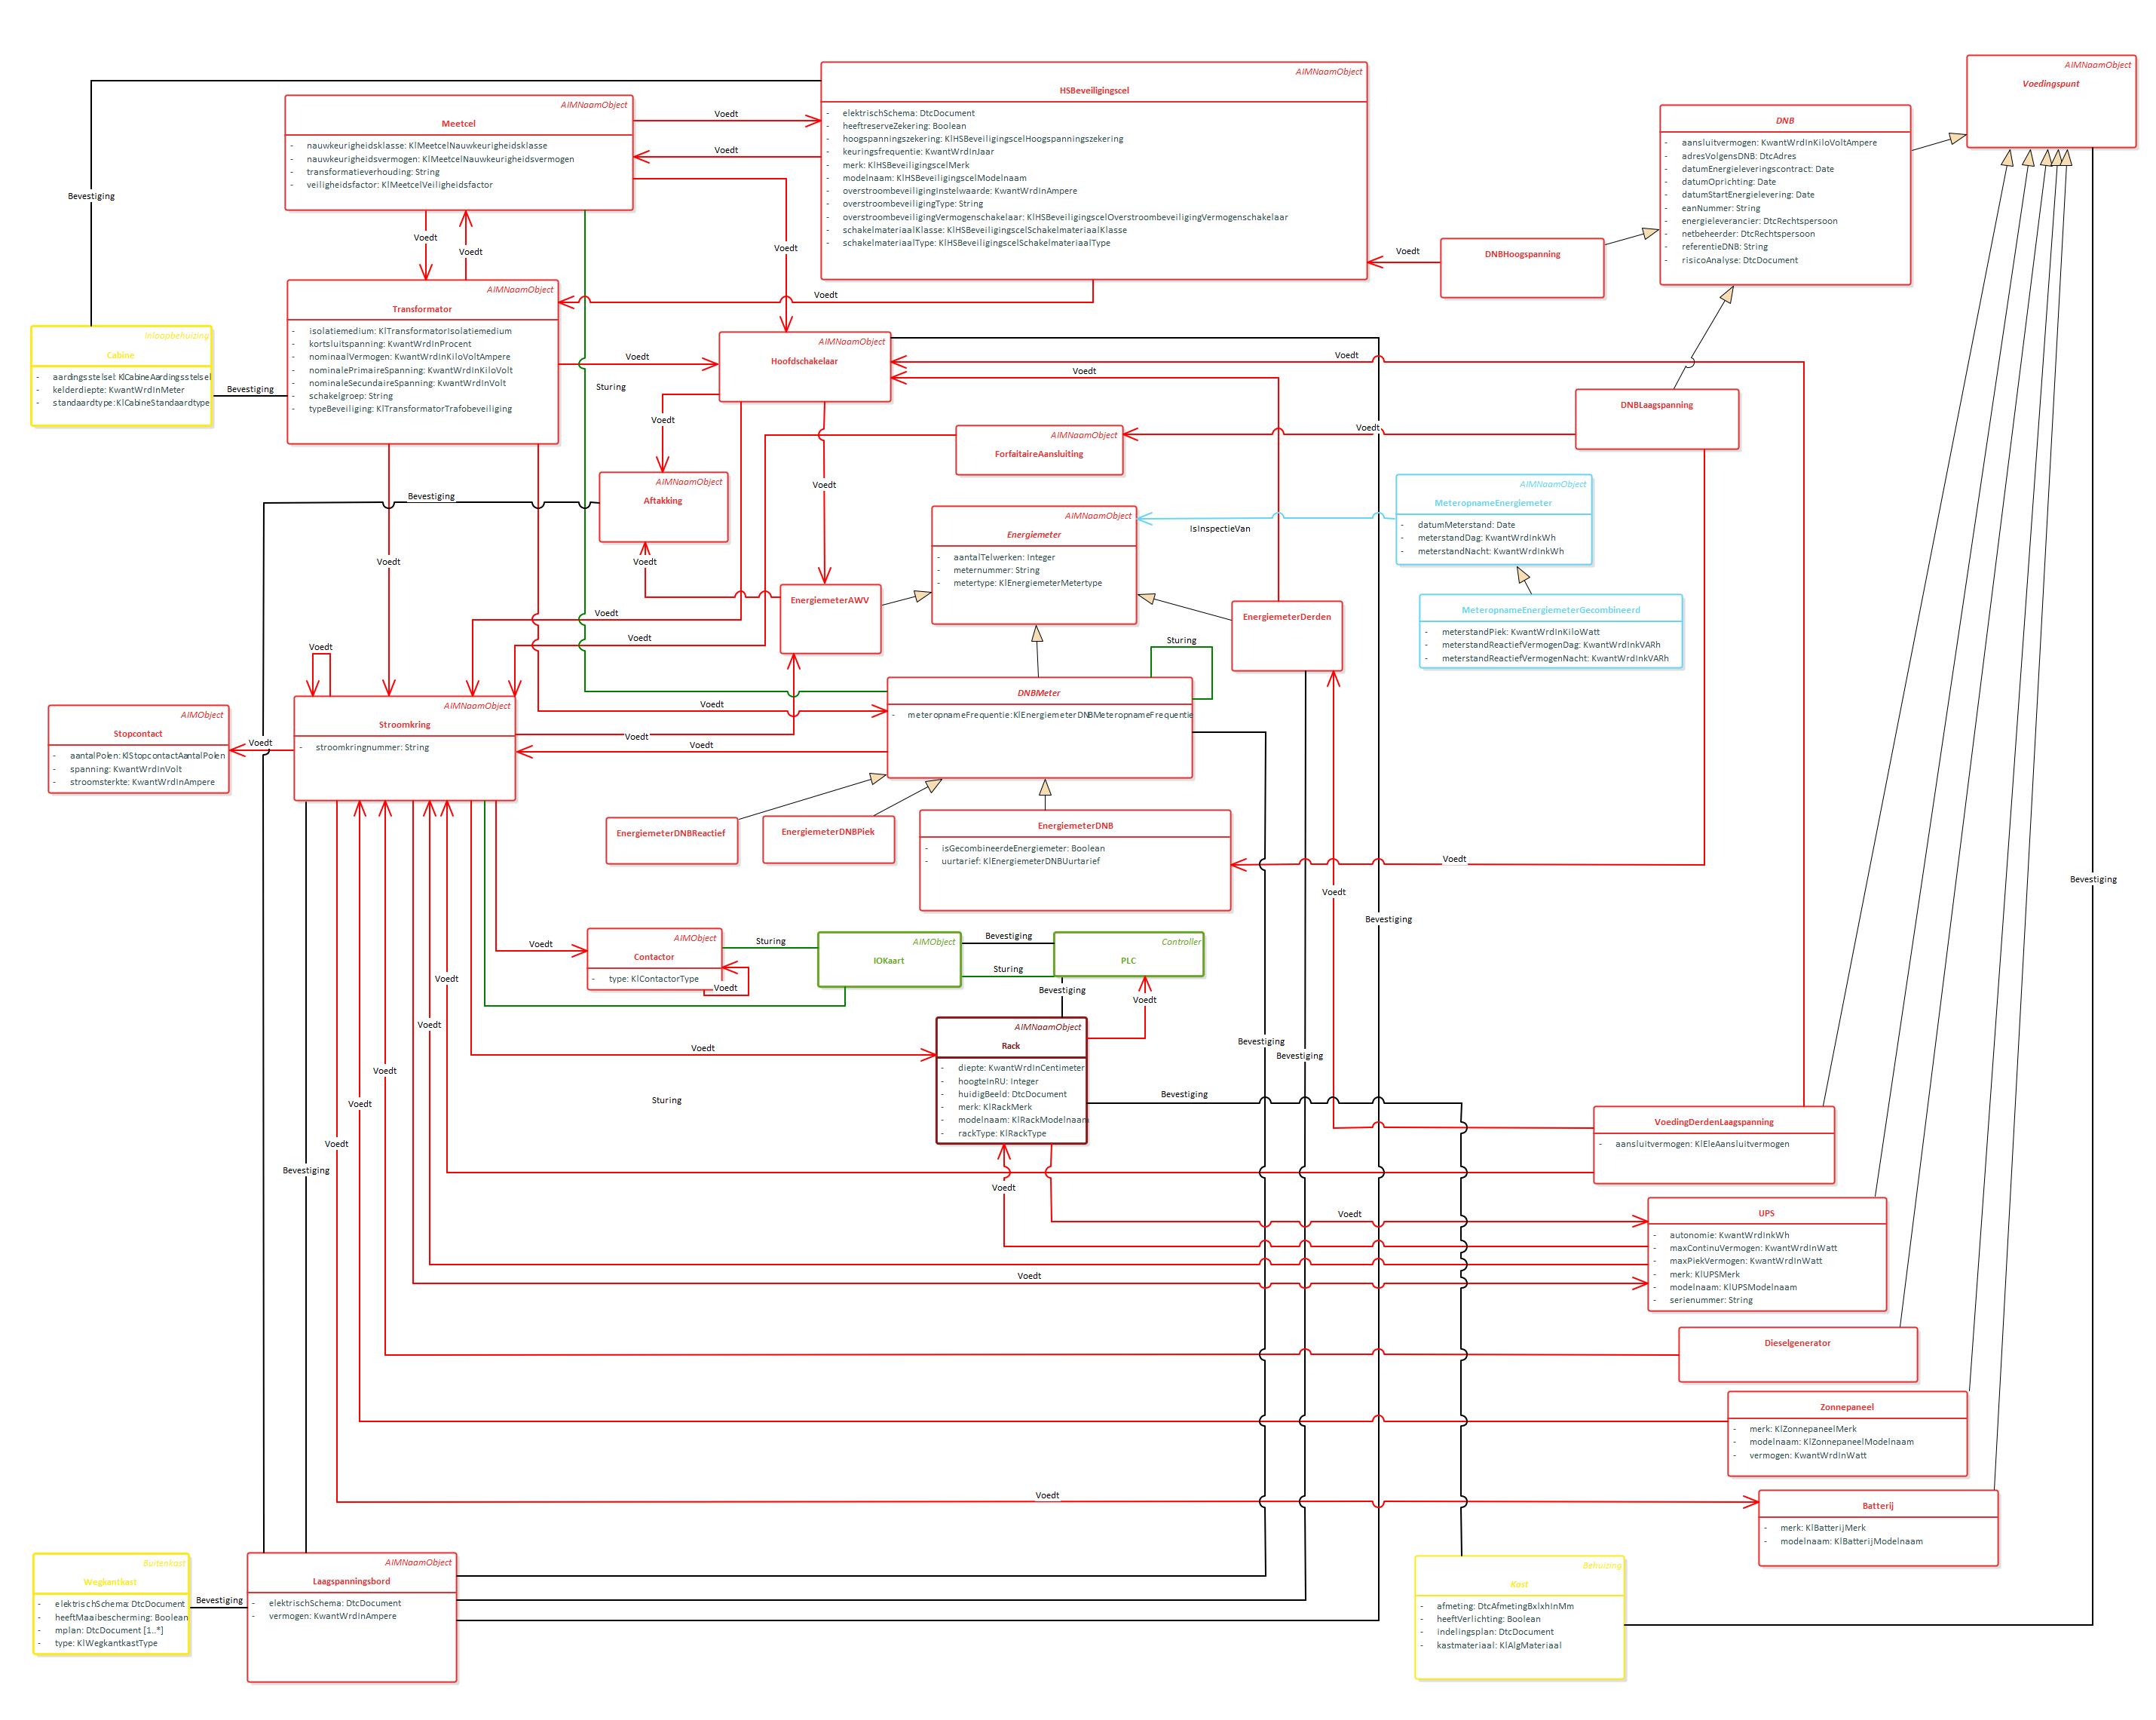 AIMNaamObject
Voedingspunt
AIMNaamObject
HSBeveiligingscel
- elektrischSchema: DtcDocument
- heeftreserveZekering: Boolean
- hoogspanningszekering: KlHSBeveiligingscelHoogspanningszekering
- keuringsfrequentie: KwantWrdInJaar
- merk: KlHSBeveiligingscelMerk
- modelnaam: KlHSBeveiligingscelModelnaam
- overstroombeveiligingInstelwaarde: KwantWrdInAmpere
- overstroombeveiligingType: String
- overstroombeveiligingVermogenschakelaar: KlHSBeveiligingscelOverstroombeveiligingVermogenschakelaar
- schakelmateriaalKlasse: KlHSBeveiligingscelSchakelmateriaalKlasse
- schakelmateriaalType: KlHSBeveiligingscelSchakelmateriaalType
AIMNaamObject
Meetcel
- nauwkeurigheidsklasse: KlMeetcelNauwkeurigheidsklasse
- nauwkeurigheidsvermogen: KlMeetcelNauwkeurigheidsvermogen
- transformatieverhouding: String
- veiligheidsfactor: KlMeetcelVeiligheidsfactor
Voedt
Voedt
DNB
- aansluitvermogen: KwantWrdInKiloVoltAmpere
- adresVolgensDNB: DtcAdres
- datumEnergieleveringscontract: Date
- datumOprichting: Date
- datumStartEnergielevering: Date
- eanNummer: String
- energieleverancier: DtcRechtspersoon
- netbeheerder: DtcRechtspersoon
- referentieDNB: String
- risicoAnalyse: DtcDocument
Bevestiging
Voedt
Voedt
Voedt
Voedt
DNBHoogspanning
AIMNaamObject
Transformator
- isolatiemedium: KlTransformatorIsolatiemedium
- kortsluitspanning: KwantWrdInProcent
- nominaalVermogen: KwantWrdInKiloVoltAmpere
- nominalePrimaireSpanning: KwantWrdInKiloVolt
- nominaleSecundaireSpanning: KwantWrdInVolt
- schakelgroep: String
- typeBeveiliging: KlTransformatorTrafobeveiliging
Voedt
Inloopbehuizing
Cabine
- aardingsstelsel: KlCabineAardingsstelsel
- kelderdiepte: KwantWrdInMeter
- standaardtype: KlCabineStandaardtype
Bevestiging
Voedt
Sturing
AIMNaamObject
Hoofdschakelaar
Voedt
Voedt
DNBLaagspanning
Voedt
AIMNaamObject
ForfaitaireAansluiting
Voedt
AIMNaamObject
Aftakking
Bevestiging
Voedt
AIMNaamObject
MeteropnameEnergiemeter
- datumMeterstand: Date
- meterstandDag: KwantWrdInkWh
- meterstandNacht: KwantWrdInkWh
AIMNaamObject
Energiemeter
- aantalTelwerken: Integer
- meternummer: String
- metertype: KlEnergiemeterMetertype
IsInspectieVan
Voedt
Voedt
EnergiemeterAWV
EnergiemeterDerden
MeteropnameEnergiemeterGecombineerd
- meterstandPiek: KwantWrdInKiloWatt
- meterstandReactiefVermogenDag: KwantWrdInkVARh
- meterstandReactiefVermogenNacht: KwantWrdInkVARh
Voedt
Voedt
Voedt
Sturing
DNBMeter
- meteropnameFrequentie: KlEnergiemeterDNBMeteropnameFrequentie
AIMNaamObject
Stroomkring
- stroomkringnummer: String
AIMObject
Stopcontact
- aantalPolen: KlStopcontactAantalPolen
- spanning: KwantWrdInVolt
- stroomsterkte: KwantWrdInAmpere
Voedt
Voedt
Voedt
Voedt
EnergiemeterDNBReactief
EnergiemeterDNBPiek
EnergiemeterDNB
- isGecombineerdeEnergiemeter: Boolean
- uurtarief: KlEnergiemeterDNBUurtarief
Voedt
Bevestiging
Voedt
Bevestiging
Voedt
AIMObject
Contactor
- type: KlContactorType
Voedt
Sturing
AIMObject
IOKaart
Bevestiging
Sturing
Controller
PLC
Bevestiging
Voedt
Voedt
Voedt
AIMNaamObject
Rack
- diepte: KwantWrdInCentimeter
- hoogteInRU: Integer
- huidigBeeld: DtcDocument
- merk: KlRackMerk
- modelnaam: KlRackModelnaam
- rackType: KlRackType
Voedt
Bevestiging
Bevestiging
Voedt
Voedt
Sturing
Bevestiging
Voedt
Bevestiging
VoedingDerdenLaagspanning
- aansluitvermogen: KlEleAansluitvermogen
Voedt
Voedt
UPS
- autonomie: KwantWrdInkWh
- maxContinuVermogen: KwantWrdInWatt
- maxPiekVermogen: KwantWrdInWatt
- merk: KlUPSMerk
- modelnaam: KlUPSModelnaam
- serienummer: String
Voedt
Dieselgenerator
Zonnepaneel
- merk: KlZonnepaneelMerk
- modelnaam: KlZonnepaneelModelnaam
- vermogen: KwantWrdInWatt
Voedt
Batterij
- merk: KlBatterijMerk
- modelnaam: KlBatterijModelnaam
Buitenkast
Wegkantkast
- elektrischSchema: DtcDocument
- heeftMaaibescherming: Boolean
- mplan: DtcDocument [1..*]
- type: KlWegkantkastType
Bevestiging
AIMNaamObject
Laagspanningsbord
- elektrischSchema: DtcDocument
- vermogen: KwantWrdInAmpere
Behuizing
Kast
- afmeting: DtcAfmetingBxlxhInMm
- heeftVerlichting: Boolean
- indelingsplan: DtcDocument
- kastmateriaal: KlAlgMateriaal